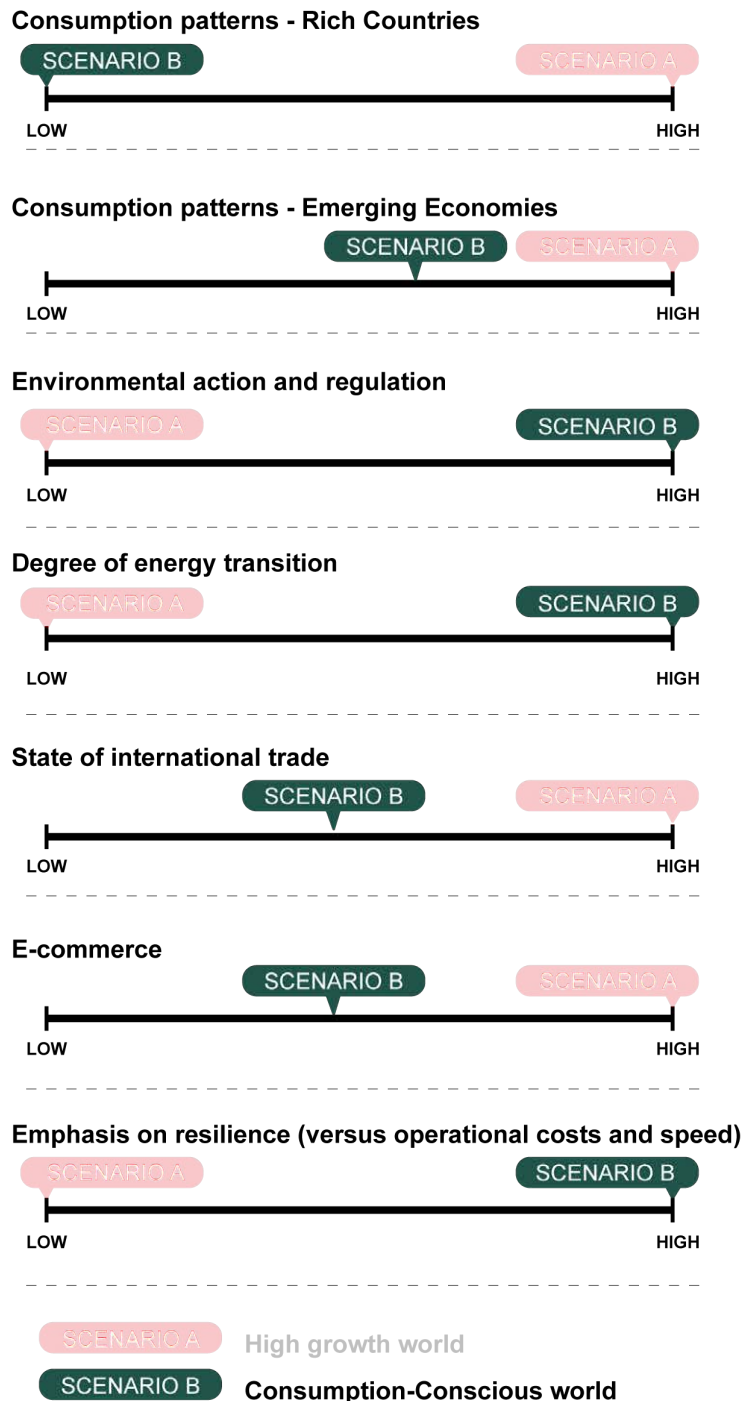 Consumption patterns - Rich Countries
SCENARIO B SCENARIO A
LOW HIGH
Consumption patterns - Emerging Economies
SCENARIO B SCENARIO A
LOW HIGH
Environmental action and regulation
SCENARIO A SCENARIO B
LOW HIGH
Degree of energy transition
SCENARIO A SCENARIO B
LOW HIGH
State of international trade
SCENARIO B SCENARIO A
LOW HIGH
E-commerce
SCENARIO B SCENARIO A
LOW HIGH
Emphasis on resilience (versus operational costs and speed)
SCENARIO A SCENARIO B
LOW HIGH
SCENARIO A High growth world
SCENARIO B Consumption-Conscious world